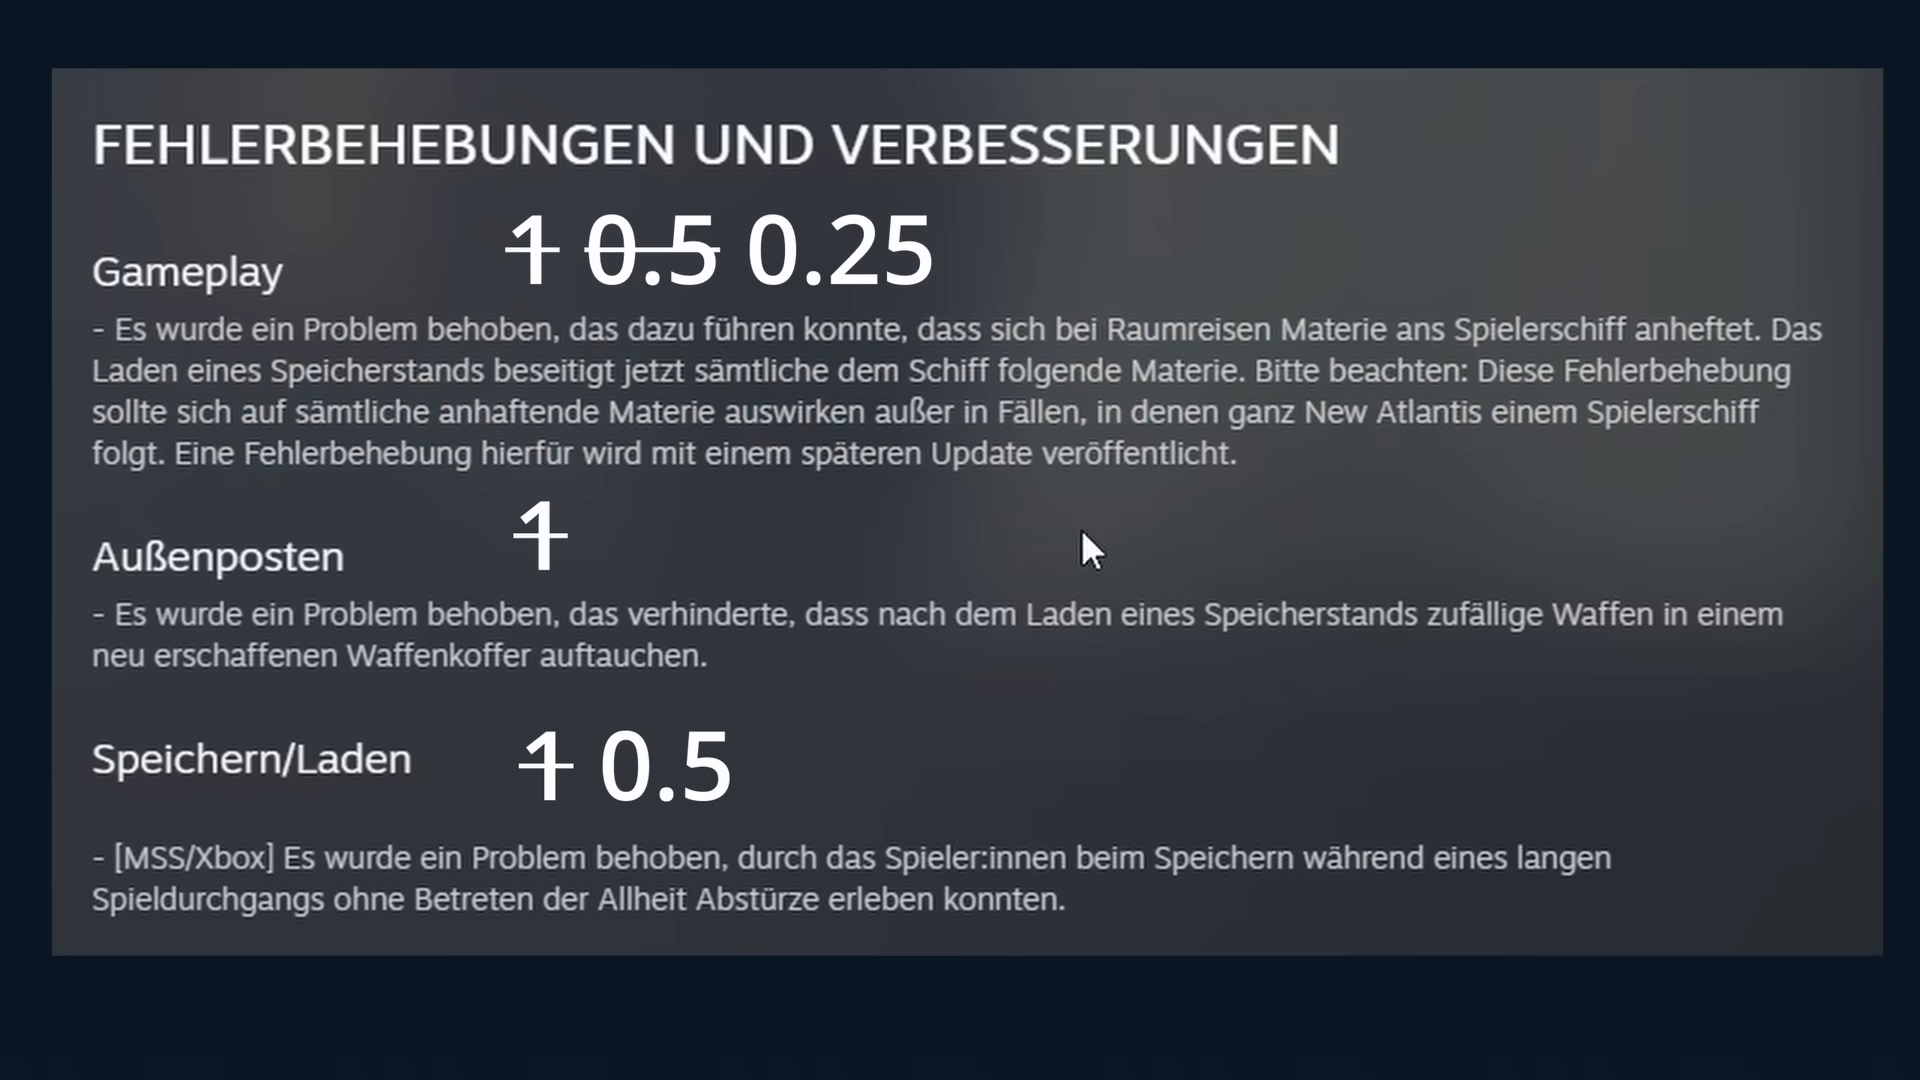 FEHLERBEHEBUNGEN UND VERBESSERUNGEN
Gameplay 1 0.5 0.25
- Es wurde ein Problem behoben, das dazu führen konnte, dass sich bei Raumreisen Materie ans Spielerschiff anheftet. Das
Laden eines Speicherstands beseitigt jetzt sämtliche dem Schiff folgende Materie. Bitte beachten: Diese Fehlerbehebung
sollte sich auf sämtliche anhaftende Materie auswirken außer in Fällen, in denen ganz New Atlantis einem Spielerschiff
folgt. Eine Fehlerbehebung hierfür wird mit einem späteren Update veröffentlicht.
Außenposten 1
- Es wurde ein Problem behoben, das verhinderte, dass nach dem Laden eines Speicherstands zufällige Waffen in einem
neu erschaffenen Waffenkoffer auftauchen.
Speichern/Laden 1 0.5
- [MSS/Xbox] Es wurde ein Problem behoben, durch das Spieler:innen beim Speichern während eines langen
Spieldurchgangs ohne Betreten der Allheit Abstürze erleben konnten.